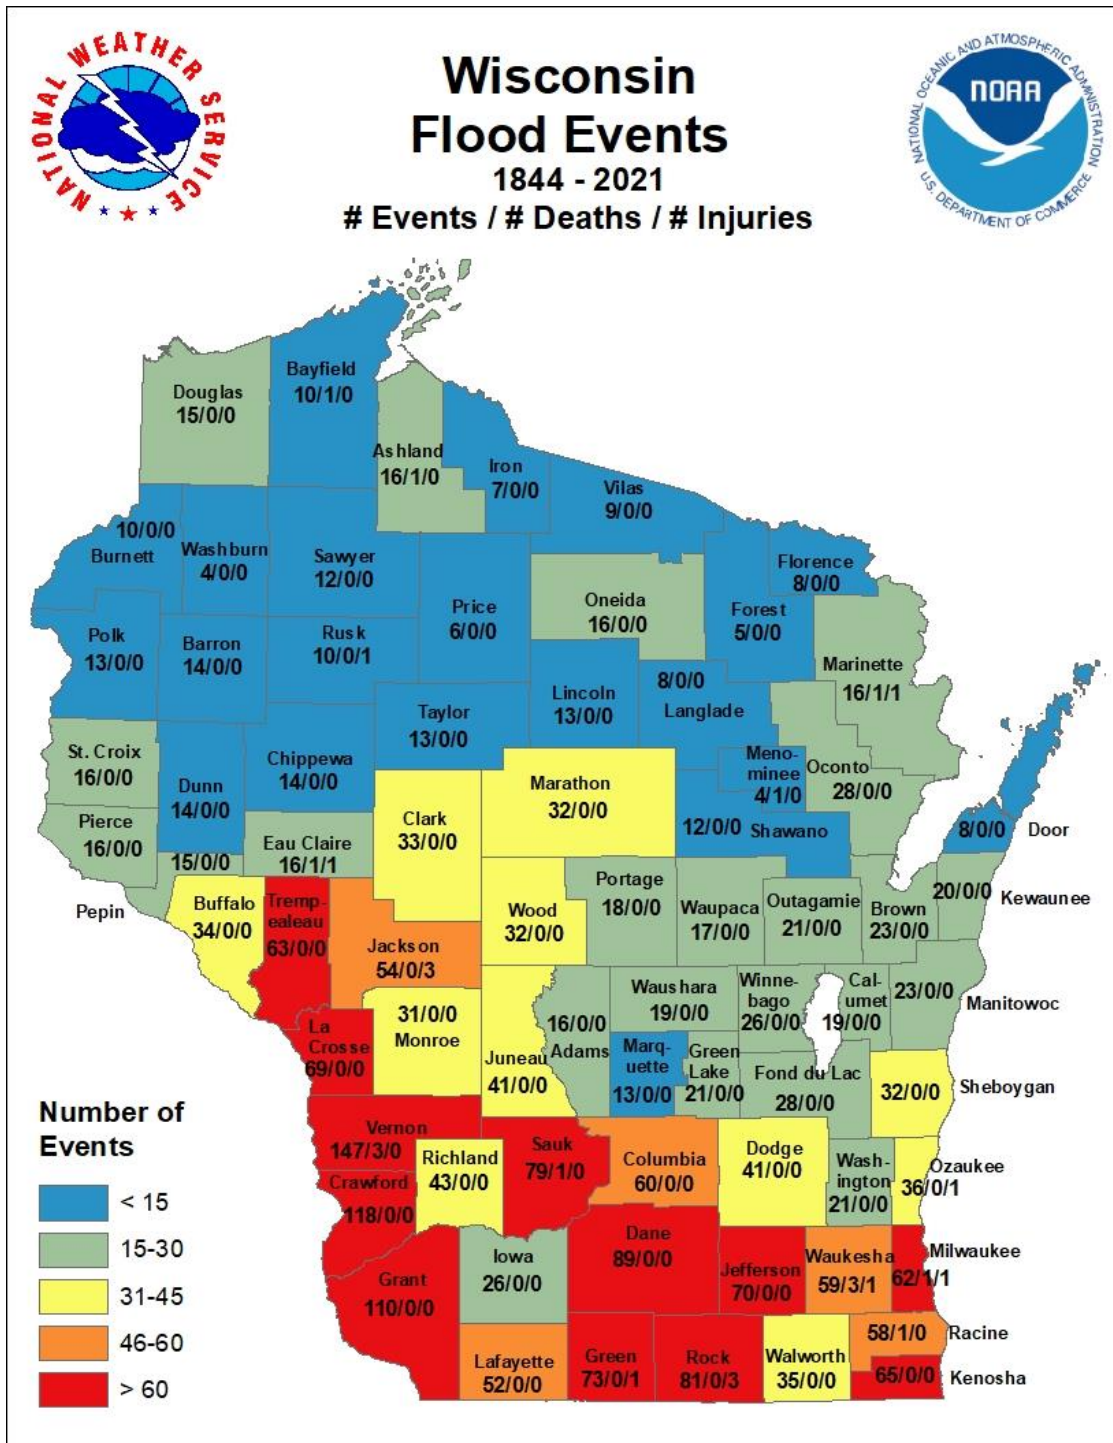 NATIONAL WEATHER SERVICE
Wisconsin
Flood Events
1844 - 2021
# Events / # Deaths / # Injuries
NATIONAL OCEANIC AND ATMOSPHERIC ADMINISTRATION
NOAA
U.S. DEPARTMENT OF COMMERCE
Douglas
15/0/0
Bayfield
10/1/0
Ashland
16/1/0
Iron
7/0/0
Vilas
9/0/0
10/0/0
Burnett
Washburn
4/0/0
Sawyer
12/0/0
Price
6/0/0
Oneida
16/0/0
Forest
5/0/0
Florence
8/0/0
Polk
13/0/0
Barron
14/0/0
Rusk
10/0/1
Taylor
13/0/0
Lincoln
13/0/0
8/0/0
Langlade
Marinette
16/1/1
St. Croix
16/0/0
Dunn
14/0/0
Chippewa
14/0/0
Clark
33/0/0
Marathon
32/0/0
Meno-
minee
4/1/0
Oconto
28/0/0
12/0/0
Shawano
8/0/0
Door
Pierce
16/0/0
15/0/0
Pepin
Eau Claire
16/1/1
Buffalo
34/0/0
Tremp-
ealeau
63/0/0
Jackson
54/0/3
Wood
32/0/0
Portage
18/0/0
Waupaca
17/0/0
Outagamie
21/0/0
Brown
23/0/0
20/0/0
Kewaunee
La
Crosse
69/0/0
31/0/0
Monroe
Juneau
41/0/0
16/0/0
Adams
Waushara
19/0/0
Winne-
bago
26/0/0
Cal-
umet
19/0/0
23/0/0
Manitowoc
Marq-
uette
13/0/0
Green
Lake
21/0/0
Fond du Lac
28/0/0
32/0/0
Sheboygan
Vernon
147/3/0
Crawford
118/0/0
Richland
43/0/0
Sauk
79/1/0
Columbia
60/0/0
Dodge
41/0/0
Wash-
ington
21/0/0
Ozaukee
36/0/1
Grant
110/0/0
Iowa
26/0/0
Dane
89/0/0
Jefferson
70/0/0
Waukesha
59/3/1
Milwaukee
62/1/1
Lafayette
52/0/0
Green
73/0/1
Rock
81/0/3
Walworth
35/0/0
58/1/0
Racine
65/0/0
Kenosha
Number of
Events
< 15
15-30
31-45
46-60
> 60